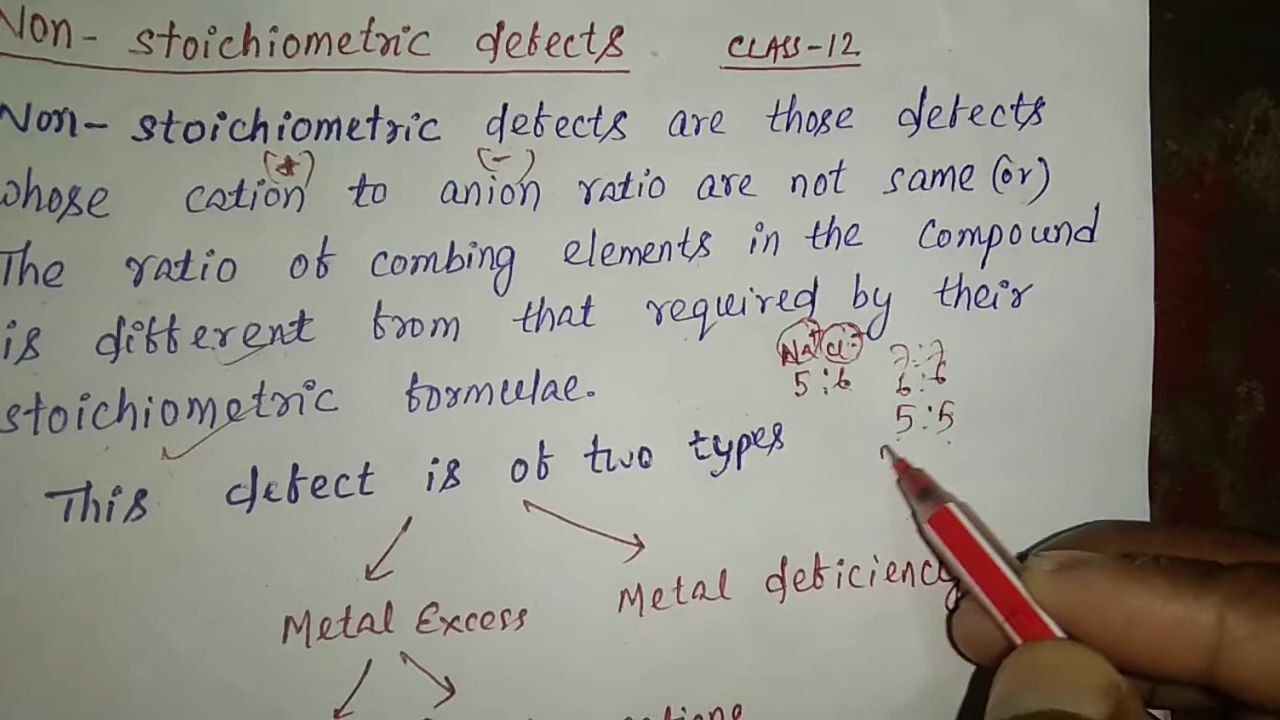 Non- stoichiometric defects. CLASS-12
Non- stoichiometric defects are those defects
(+) (-)
whose cation to anion ratio are not same (or)
The ratio of combing elements in the compound
is different from that required by their
Na+ Cl- 7:7
5:6 6:6
stoichiometric formulae. 5:5
This defect is of two types
Metal deficiency
Metal Excess